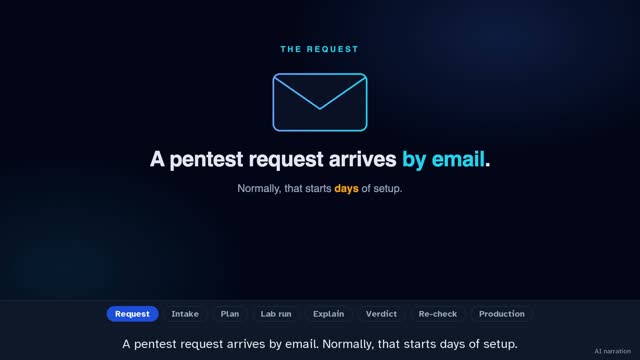 THE REQUEST
A pentest request arrives by email.
Normally, that starts days of setup.
Request Intake Plan Lab run Explain Verdict Re-check Production
A pentest request arrives by email. Normally, that starts days of setup.
AI narration